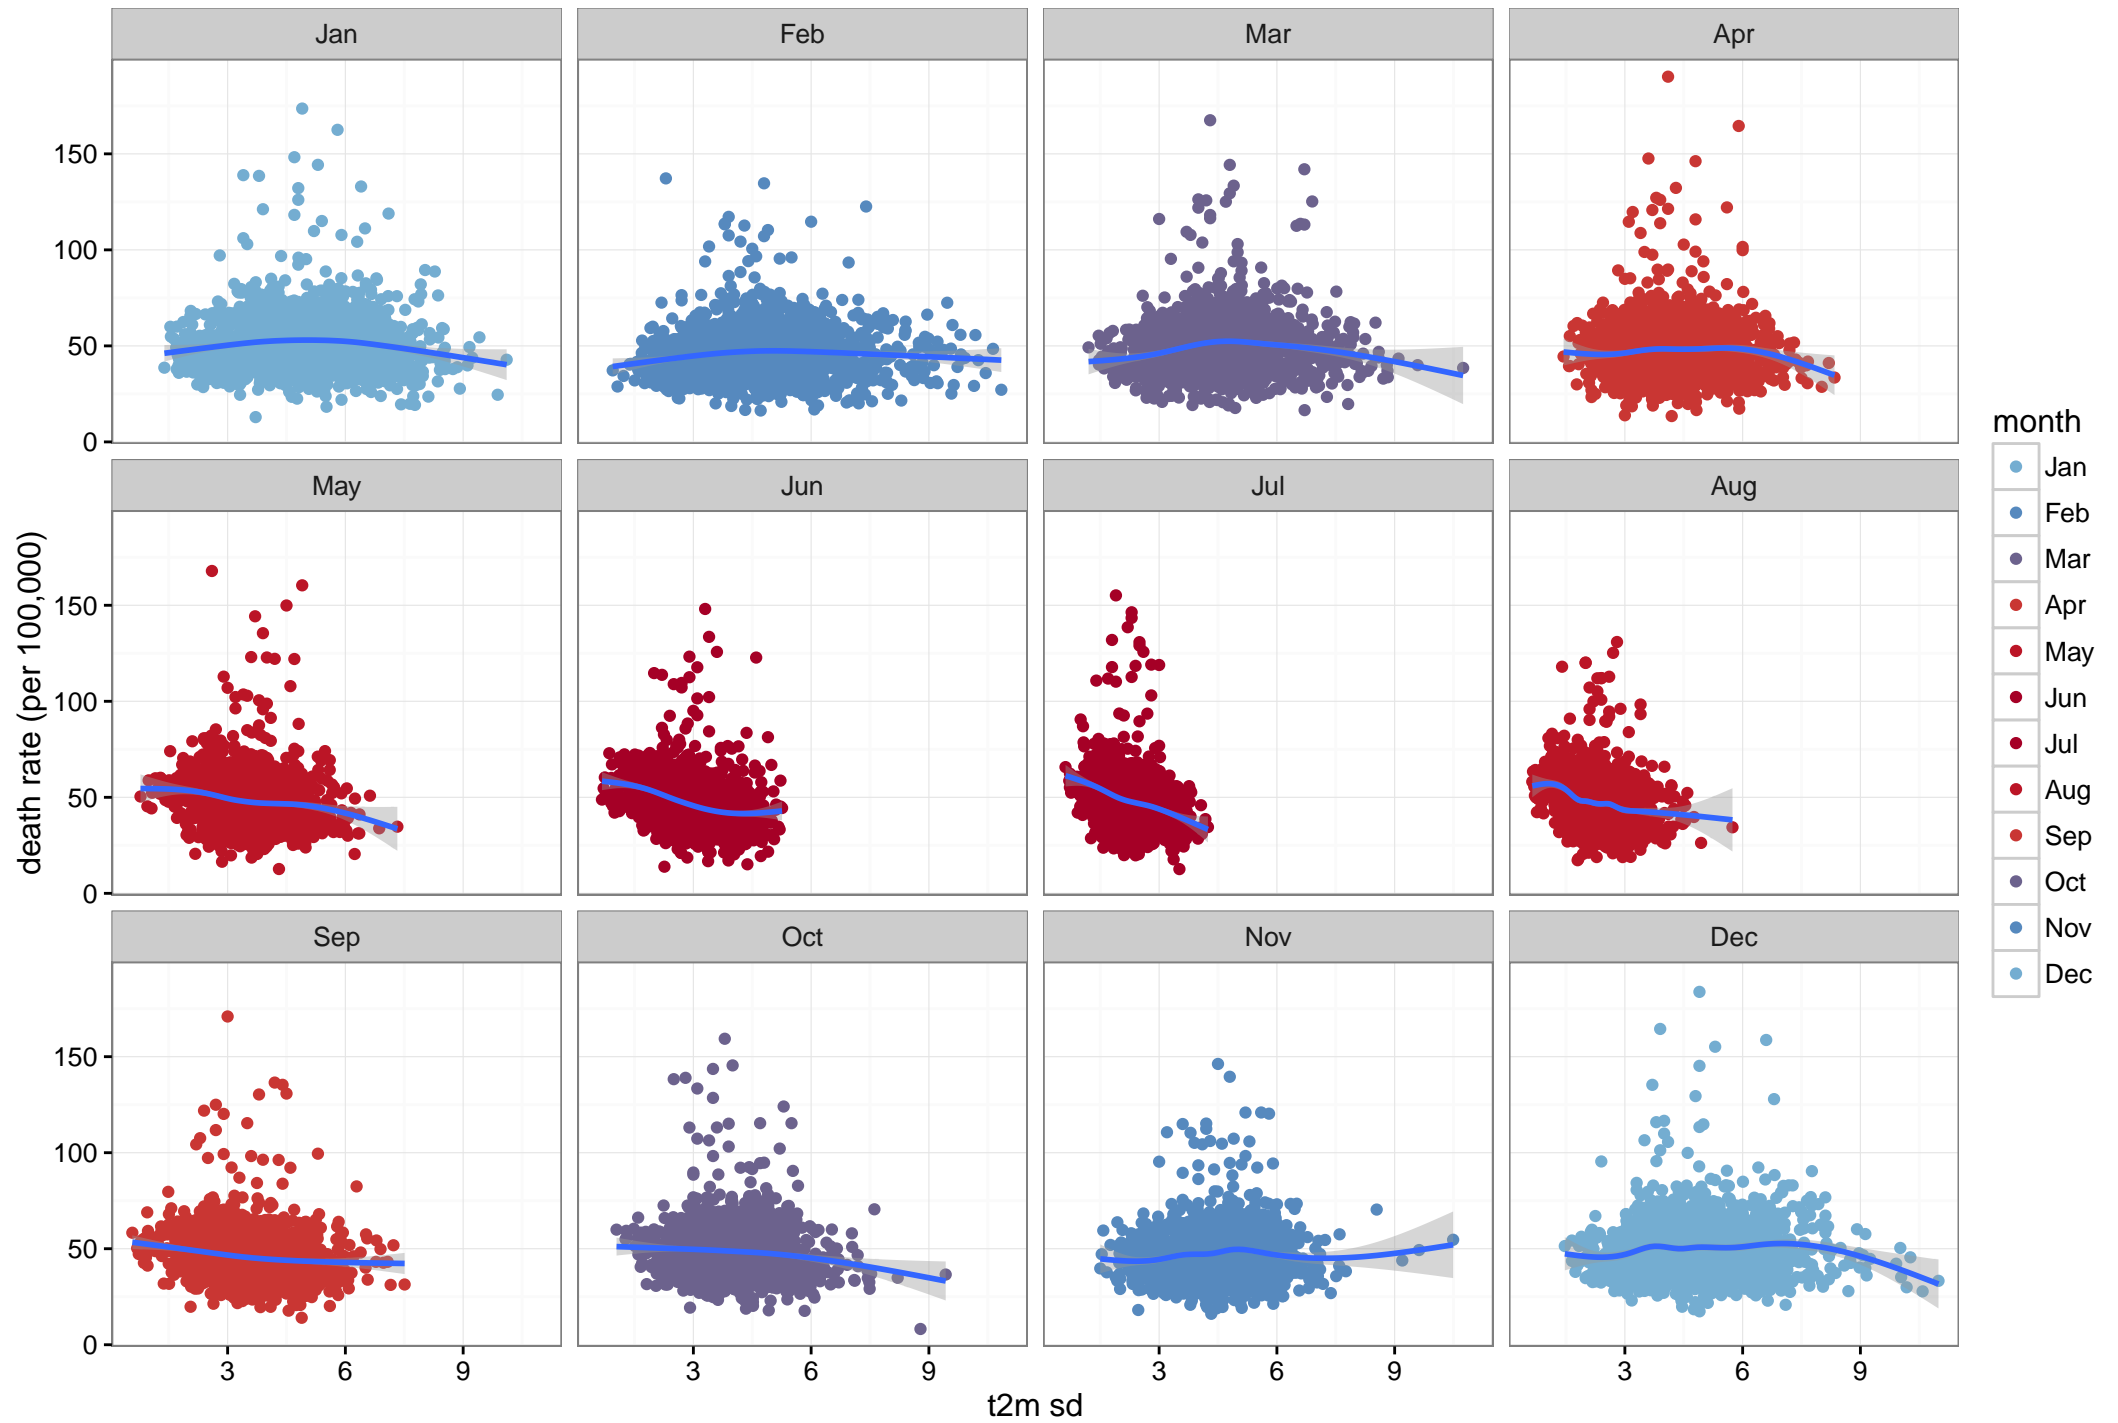 Jan Feb Mar Apr
150
100
50
0
May Jun Jul Aug
150
100
50
0
Sep Oct Nov Dec
150
100
50
0
3 6 9 3 6 9 3 6 9 3 6 9
t2m sd
death rate (per 100,000)
month
Jan
Feb
Mar
Apr
May
Jun
Jul
Aug
Sep
Oct
Nov
Dec